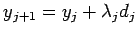 y_{j+1} = y_j + λ_j d_j